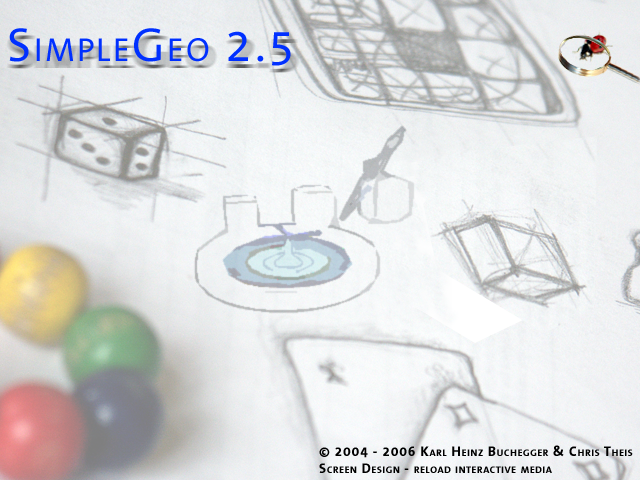 SimpleGeo 2.5
© 2004 - 2006 Karl Heinz Buchegger & Chris Theis
Screen Design - reload interactive media